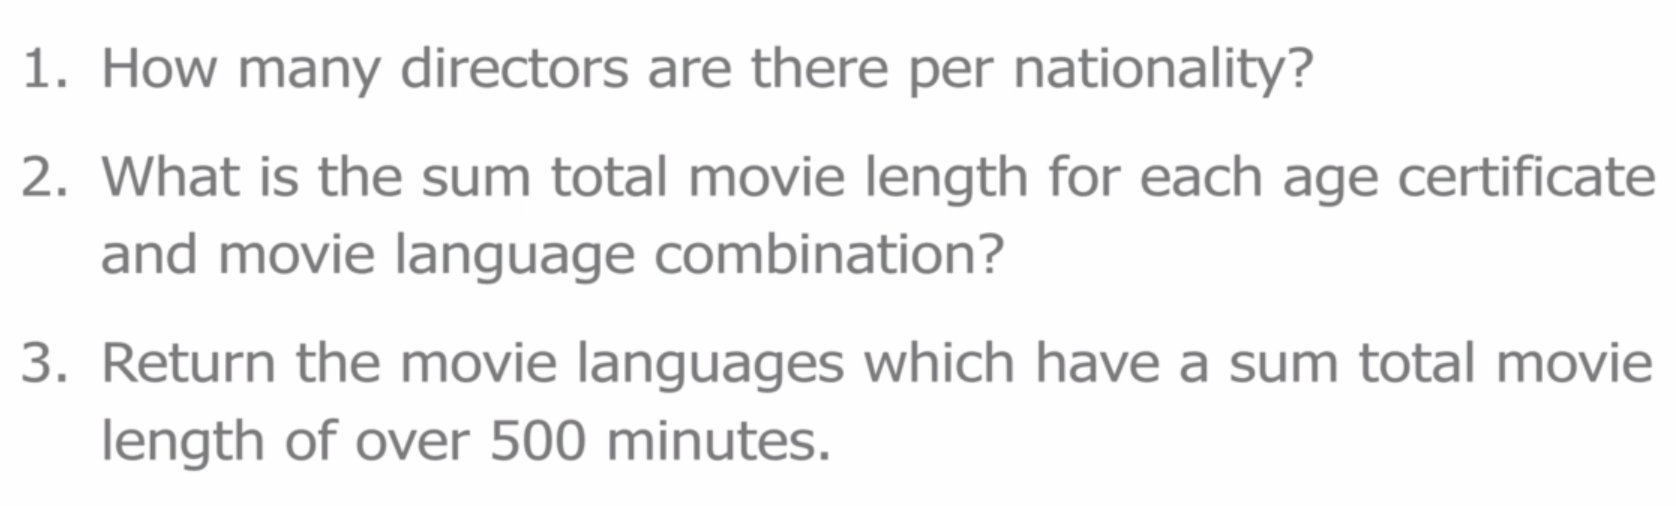 1. How many directors are there per nationality?
2. What is the sum total movie length for each age certificate
and movie language combination?
3. Return the movie languages which have a sum total movie
length of over 500 minutes.